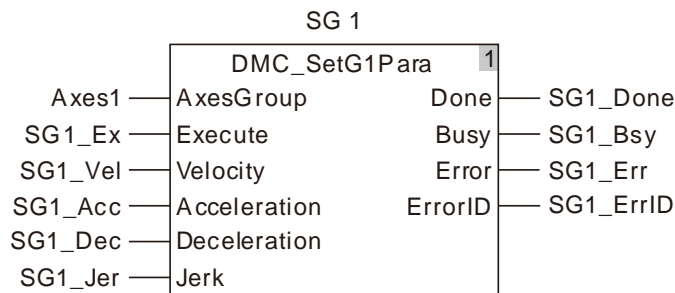 SG 1
DMC_SetG1Para 1
Axes1 AxesGroup Done SG1_Done
SG1_Ex Execute Busy SG1_Bsy
SG1_Vel Velocity Error SG1_Err
SG1_Acc Acceleration ErrorID SG1_ErrID
SG1_Dec Deceleration
SG1_Jer Jerk